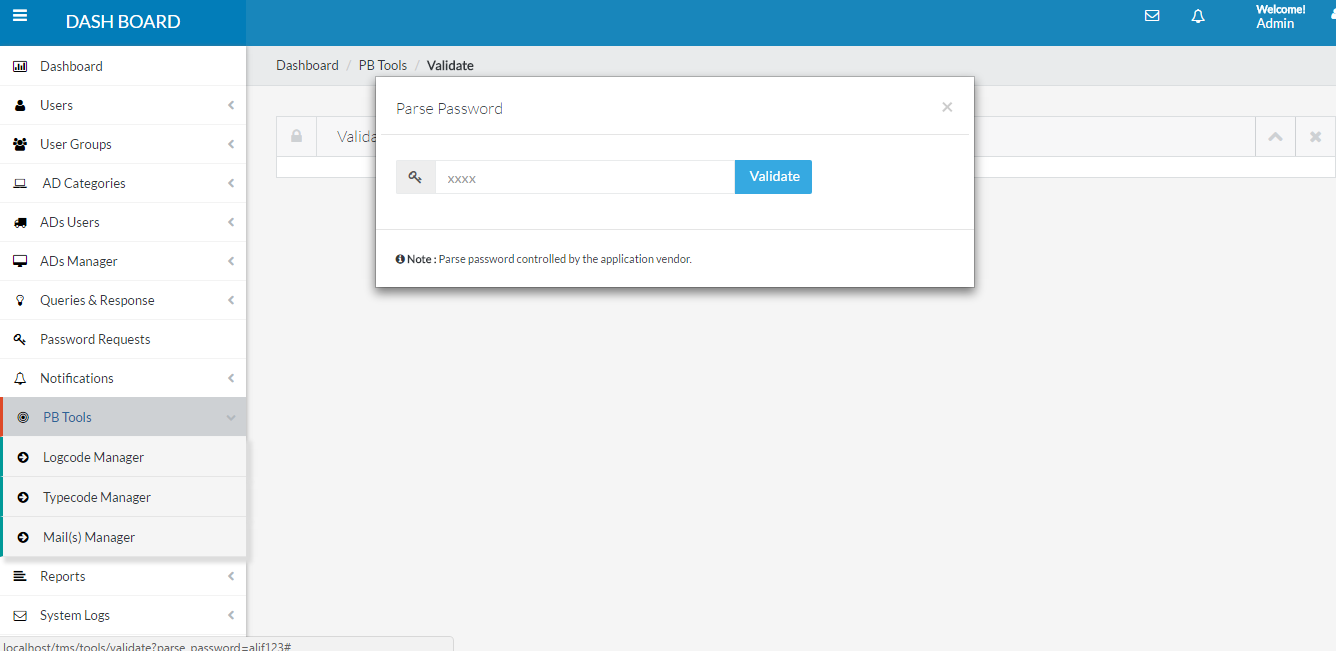 DASH BOARD
Welcome!
Admin
Dashboard
Users
User Groups
AD Categories
ADs Users
ADs Manager
Queries & Response
Password Requests
Notifications
PB Tools
Logcode Manager
Typecode Manager
Mail(s) Manager
Reports
System Logs
Dashboard / PB Tools / Validate
Valida
Parse Password
×
xxxx
Validate
Note : Parse password controlled by the application vendor.
localhost/tms/tools/validate?parse_password=alif123#